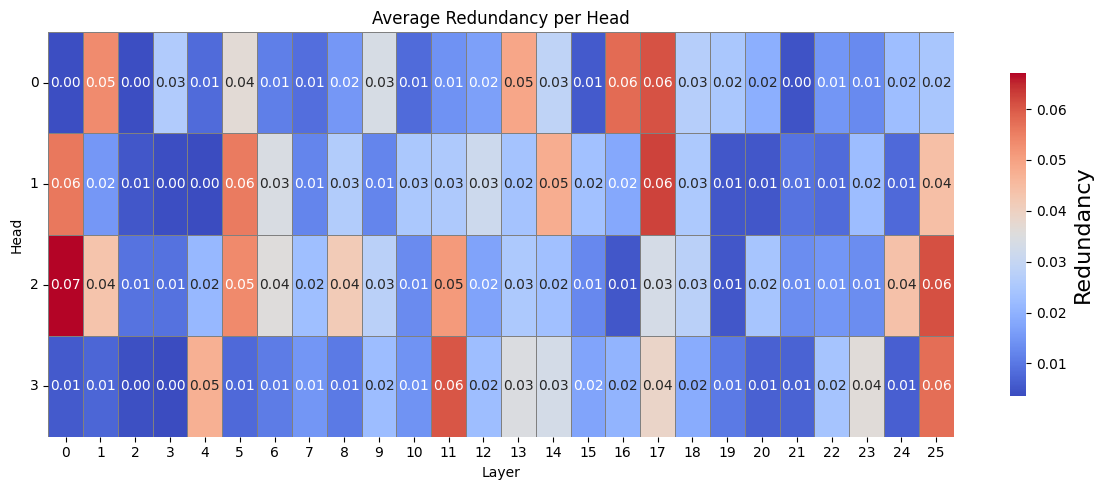 Average Redundancy per Head
0 0.00 0.05 0.00 0.03 0.01 0.04 0.01 0.01 0.02 0.03 0.01 0.01 0.02 0.05 0.03 0.01 0.06 0.06 0.03 0.02 0.02 0.00 0.01 0.01 0.02 0.02
1 0.06 0.02 0.01 0.00 0.00 0.06 0.03 0.01 0.03 0.01 0.03 0.03 0.03 0.02 0.05 0.02 0.02 0.06 0.03 0.01 0.01 0.01 0.01 0.02 0.01 0.04
2 0.07 0.04 0.01 0.01 0.02 0.05 0.04 0.02 0.04 0.03 0.01 0.05 0.02 0.03 0.02 0.01 0.01 0.03 0.03 0.01 0.02 0.01 0.01 0.01 0.04 0.06
3 0.01 0.01 0.00 0.00 0.05 0.01 0.01 0.01 0.01 0.02 0.01 0.06 0.02 0.03 0.03 0.02 0.02 0.04 0.02 0.01 0.01 0.01 0.02 0.04 0.01 0.06
Head
0 1 2 3 4 5 6 7 8 9 10 11 12 13 14 15 16 17 18 19 20 21 22 23 24 25
Layer
0.06
0.05
0.04
0.03
0.02
0.01
Redundancy